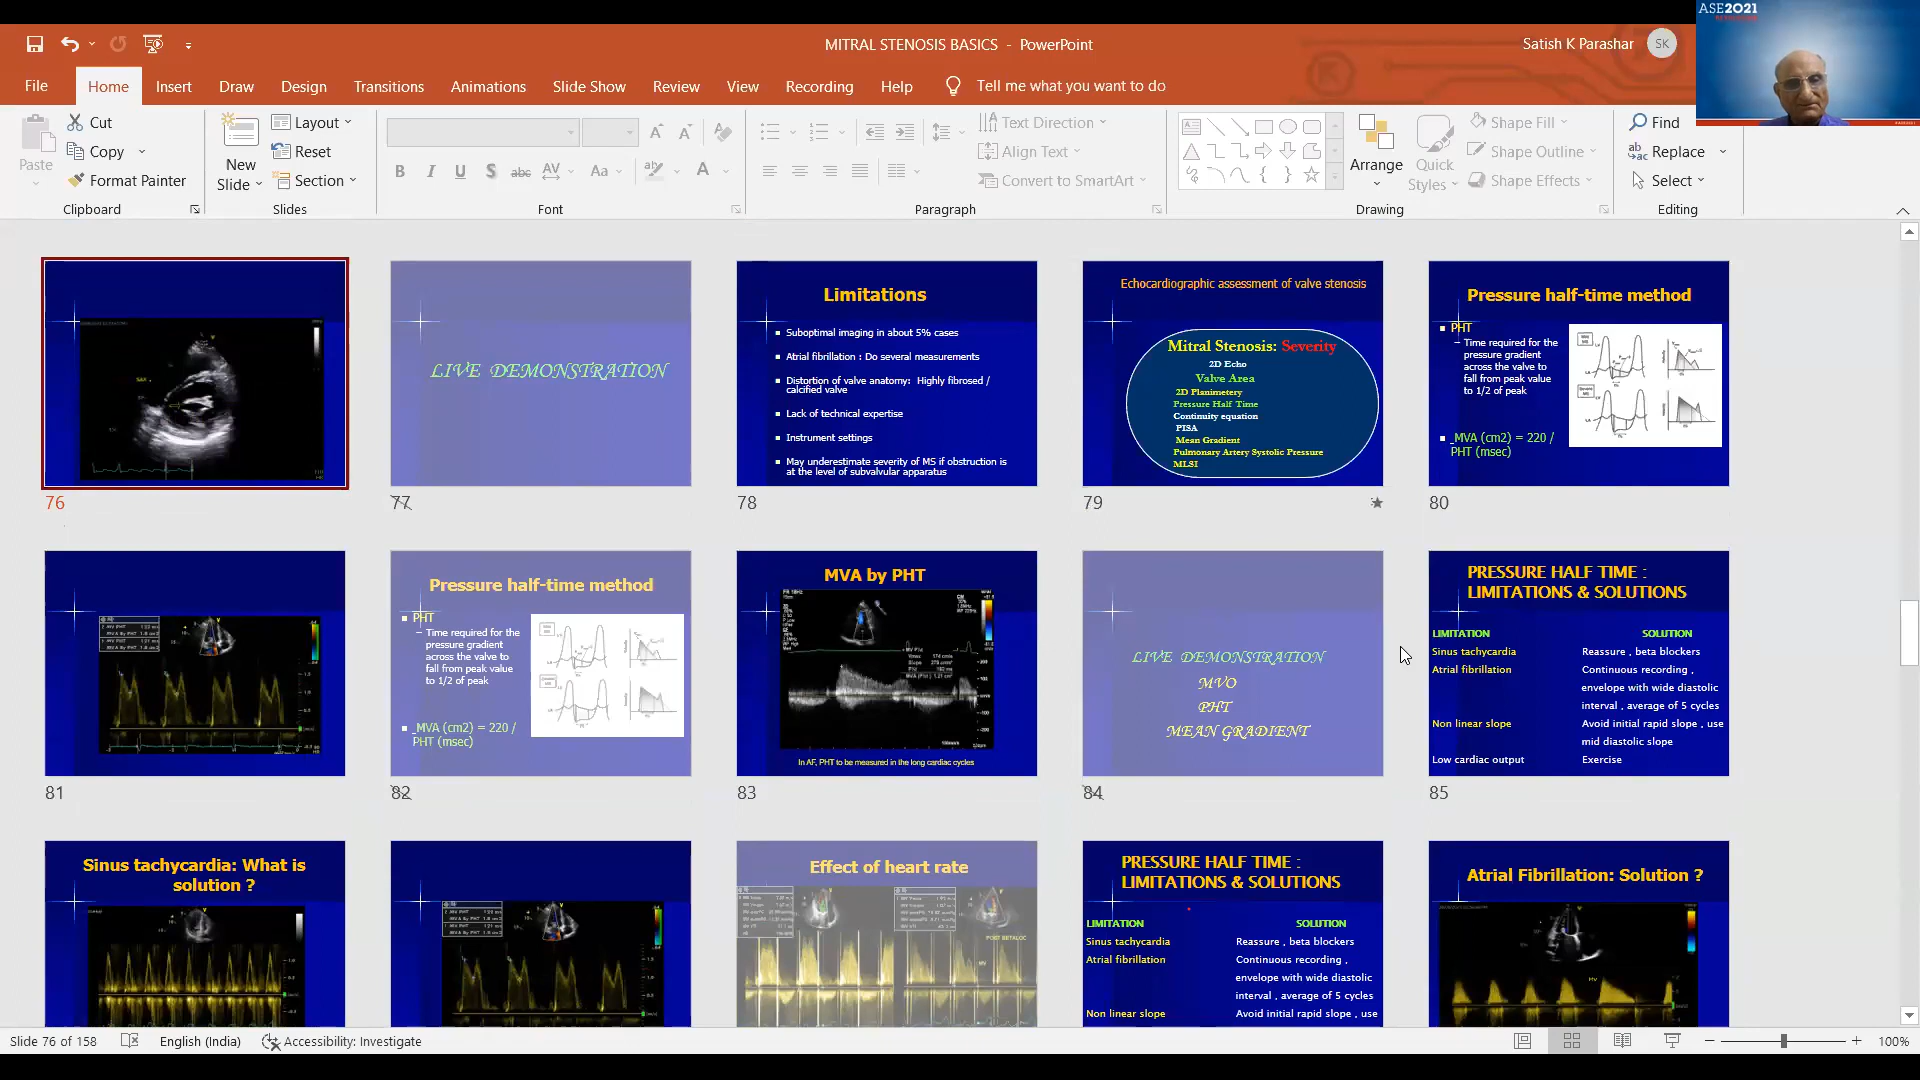 ASE2021
MITRAL STENOSIS BASICS - PowerPoint
Satish K Parashar
SK
File
Home
Insert
Draw
Design
Transitions
Animations
Slide Show
Review
View
Recording
Help
Tell me what you want to do
Paste
Cut
Copy
Format Painter
Clipboard
New
Slide
Layout
Reset
Section
Slides
Font
Text Direction
Align Text
Convert to SmartArt
Paragraph
Arrange
Quick
Styles
Shape Fill
Shape Outline
Shape Effects
Drawing
Find
Replace
Select
Editing
76
LIVE DEMONSTRATION
77
Limitations
Suboptimal imaging in about 5% cases
Atrial fibrillation : Do several measurements
Distortion of valve anatomy: Highly fibrosed /
calcified valve
Lack of technical expertise
Instrument settings
May underestimate severity of MS if obstruction is
at the level of subvalvular apparatus
78
Echocardiographic assessment of valve stenosis
Mitral Stenosis: Severity
2D Echo
Valve Area
2D Planimetery
Pressure Half Time
Continuity equation
PISA
Mean Gradient
Pulmonary Artery Systolic Pressure
MLSI
79
Pressure half-time method
PHT
– Time required for the
pressure gradient
across the valve to
fall from peak value
to 1/2 of peak
_MVA (cm2) = 220 /
PHT (msec)
80
81
Pressure half-time method
PHT
– Time required for the
pressure gradient
across the valve to
fall from peak value
to 1/2 of peak
_MVA (cm2) = 220 /
PHT (msec)
82
MVA by PHT
In AF, PHT to be measured in the long cardiac cycles
83
LIVE DEMONSTRATION
MVO
PHT
MEAN GRADIENT
84
PRESSURE HALF TIME :
LIMITATIONS & SOLUTIONS
LIMITATION SOLUTION
Sinus tachycardia Reassure , beta blockers
Atrial fibrillation Continuous recording ,
envelope with wide diastolic
interval , average of 5 cycles
Non linear slope Avoid initial rapid slope , use
mid diastolic slope
Low cardiac output Exercise
85
Sinus tachycardia: What is
solution ?
Effect of heart rate
POST BETALOC
PRESSURE HALF TIME :
LIMITATIONS & SOLUTIONS
LIMITATION SOLUTION
Sinus tachycardia Reassure , beta blockers
Atrial fibrillation Continuous recording ,
envelope with wide diastolic
interval , average of 5 cycles
Non linear slope Avoid initial rapid slope , use
Atrial Fibrillation: Solution ?
Slide 76 of 158
English (India)
Accessibility: Investigate
100%